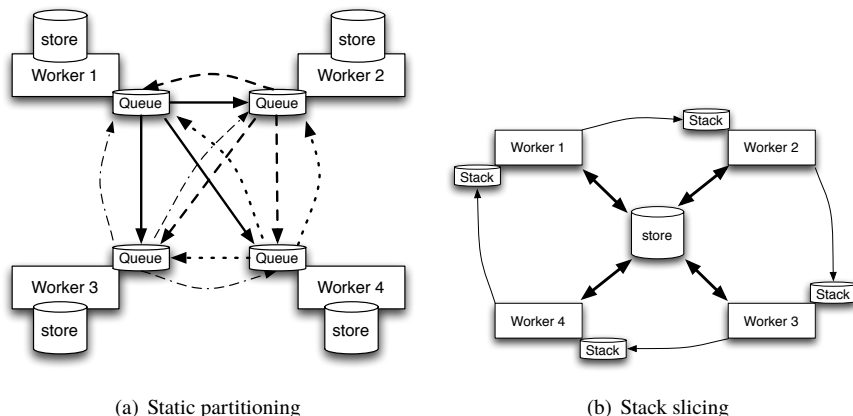 store
store
Worker 1
Worker 2
Queue
Queue
Queue
Queue
Worker 3
Worker 4
store
store
(a) Static partitioning
Stack
Worker 1
Worker 2
Stack
store
Stack
Worker 4
Worker 3
Stack
(b) Stack slicing